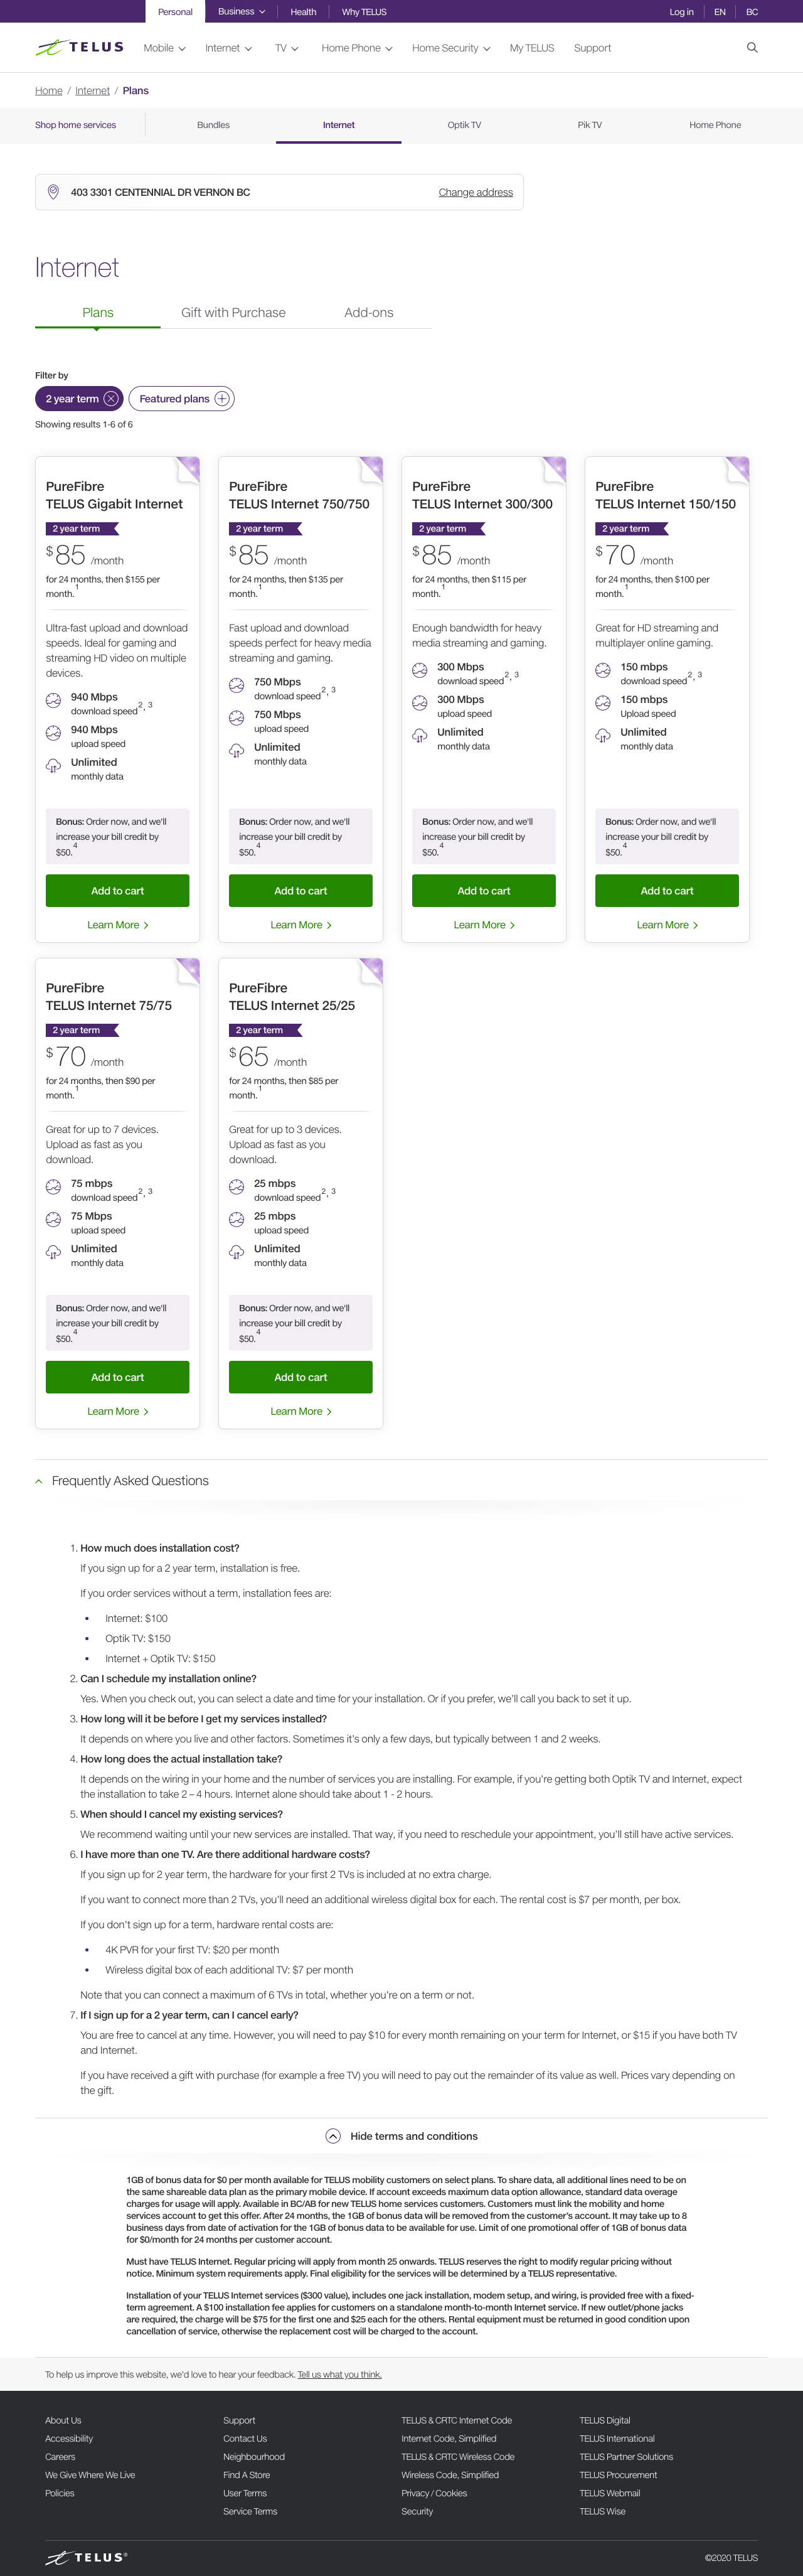 Personal Business Health Why TELUS Log in EN BC
TELUS Mobile Internet TV Home Phone Home Security My TELUS Support
Home / Internet / Plans
Shop home services Bundles Internet Optik TV Pik TV Home Phone
403 3301 CENTENNIAL DR VERNON BC Change address
Internet
Plans Gift with Purchase Add-ons
Filter by
2 year term Featured plans
Showing results 1-6 of 6
PureFibre
TELUS Gigabit Internet
2 year term
$85 /month
for 24 months, then $155 per
month.1
Ultra-fast upload and download
speeds. Ideal for gaming and
streaming HD video on multiple
devices.
940 Mbps
download speed2, 3
940 Mbps
upload speed
Unlimited
monthly data
Bonus: Order now, and we'll
increase your bill credit by
$50.4
Add to cart
Learn More
PureFibre
TELUS Internet 750/750
2 year term
$85 /month
for 24 months, then $135 per
month.1
Fast upload and download
speeds perfect for heavy media
streaming and gaming.
750 Mbps
download speed2, 3
750 Mbps
upload speed
Unlimited
monthly data
Bonus: Order now, and we'll
increase your bill credit by
$50.4
Add to cart
Learn More
PureFibre
TELUS Internet 300/300
2 year term
$85 /month
for 24 months, then $115 per
month.1
Enough bandwidth for heavy
media streaming and gaming.
300 Mbps
download speed2, 3
300 Mbps
upload speed
Unlimited
monthly data
Bonus: Order now, and we'll
increase your bill credit by
$50.4
Add to cart
Learn More
PureFibre
TELUS Internet 150/150
2 year term
$70 /month
for 24 months, then $100 per
month.1
Great for HD streaming and
multiplayer online gaming.
150 mbps
download speed2, 3
150 mbps
Upload speed
Unlimited
monthly data
Bonus: Order now, and we'll
increase your bill credit by
$50.4
Add to cart
Learn More
PureFibre
TELUS Internet 75/75
2 year term
$70 /month
for 24 months, then $90 per
month.1
Great for up to 7 devices.
Upload as fast as you
download.
75 mbps
download speed2, 3
75 Mbps
upload speed
Unlimited
monthly data
Bonus: Order now, and we'll
increase your bill credit by
$50.4
Add to cart
Learn More
PureFibre
TELUS Internet 25/25
2 year term
$65 /month
for 24 months, then $85 per
month.1
Great for up to 3 devices.
Upload as fast as you
download.
25 mbps
download speed2, 3
25 mbps
upload speed
Unlimited
monthly data
Bonus: Order now, and we'll
increase your bill credit by
$50.4
Add to cart
Learn More
Frequently Asked Questions
1. How much does installation cost?
If you sign up for a 2 year term, installation is free.
If you order services without a term, installation fees are:
• Internet: $100
• Optik TV: $150
• Internet + Optik TV: $150
2. Can I schedule my installation online?
Yes. When you check out, you can select a date and time for your installation. Or if you prefer, we'll call you back to set it up.
3. How long will it be before I get my services installed?
It depends on where you live and other factors. Sometimes it's only a few days, but typically between 1 and 2 weeks.
4. How long does the actual installation take?
It depends on the wiring in your home and the number of services you are installing. For example, if you're getting both Optik TV and Internet, expect
the installation to take 2 – 4 hours. Internet alone should take about 1 - 2 hours.
5. When should I cancel my existing services?
We recommend waiting until your new services are installed. That way, if you need to reschedule your appointment, you'll still have active services.
6. I have more than one TV. Are there additional hardware costs?
If you sign up for 2 year term, the hardware for your first 2 TVs is included at no extra charge.
If you want to connect more than 2 TVs, you'll need an additional wireless digital box for each. The rental cost is $7 per month, per box.
If you don't sign up for a term, hardware rental costs are:
• 4K PVR for your first TV: $20 per month
• Wireless digital box of each additional TV: $7 per month
Note that you can connect a maximum of 6 TVs in total, whether you're on a term or not.
7. If I sign up for a 2 year term, can I cancel early?
You are free to cancel at any time. However, you will need to pay $10 for every month remaining on your term for Internet, or $15 if you have both TV
and Internet.
If you have received a gift with purchase (for example a free TV) you will need to pay out the remainder of its value as well. Prices vary depending on
the gift.
Hide terms and conditions
1GB of bonus data for $0 per month available for TELUS mobility customers on select plans. To share data, all additional lines need to be on
the same shareable data plan as the primary mobile device. If account exceeds maximum data option allowance, standard data overage
charges for usage will apply. Available in BC/AB for new TELUS home services customers. Customers must link the mobility and home
services account to get this offer. After 24 months, the 1GB of bonus data will be removed from the customer's account. It may take up to 8
business days from date of activation for the 1GB of bonus data to be available for use. Limit of one promotional offer of 1GB of bonus data
for $0/month for 24 months per customer account.
Must have TELUS Internet. Regular pricing will apply from month 25 onwards. TELUS reserves the right to modify regular pricing without
notice. Minimum system requirements apply. Final eligibility for the services will be determined by a TELUS representative.
Installation of your TELUS Internet services ($300 value), includes one jack installation, modem setup, and wiring, is provided free with a fixed-
term agreement. A $100 installation fee applies for customers on a standalone month-to-month Internet service. If new outlet/phone jacks
are required, the charge will be $75 for the first one and $25 each for the others. Rental equipment must be returned in good condition upon
cancellation of service, otherwise the replacement cost will be charged to the account.
To help us improve this website, we'd love to hear your feedback. Tell us what you think.
About Us Support TELUS & CRTC Internet Code TELUS Digital
Accessibility Contact Us Internet Code, Simplified TELUS International
Careers Neighbourhood TELUS & CRTC Wireless Code TELUS Partner Solutions
We Give Where We Live Find A Store Wireless Code, Simplified TELUS Procurement
Policies User Terms Privacy / Cookies TELUS Webmail
Service Terms Security TELUS Wise
TELUS® ©2020 TELUS